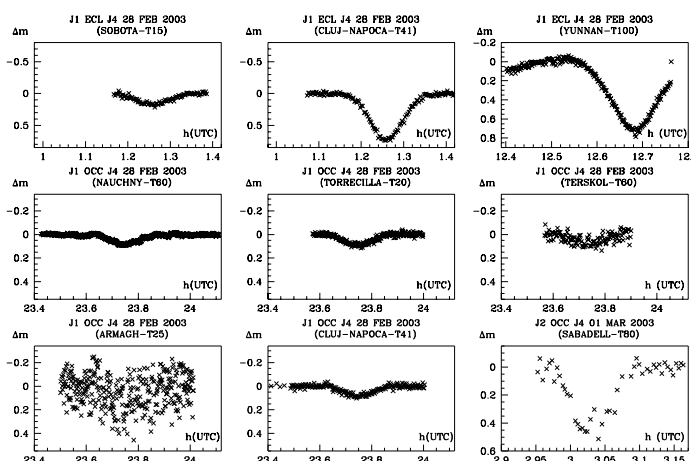 J1 ECL J4 28 FEB 2003
(SOBOTA-T15)
Δm
-0.5
0
0.5
h(UTC)
1 1.1 1.2 1.3 1.4
J1 ECL J4 28 FEB 2003
(CLUJ-NAPOCA-T41)
Δm
-0.5
0
0.5
h(UTC)
1 1.1 1.2 1.3 1.4
J1 ECL J4 28 FEB 2003
(YUNNAN-T100)
Δm
-0.2
0
0.2
0.4
0.6
0.8
h (UTC)
12.4 12.5 12.6 12.7 12.
J1 OCC J4 28 FEB 2003
(NAUCHNY-T60)
Δm
-0.2
0
0.2
0.4
h(UTC)
23.4 23.6 23.8 24
J1 OCC J4 28 FEB 2003
(TORRECILLA-T20)
Δm
-0.2
0
0.2
0.4
h(UTC)
23.4 23.6 23.8 24
J1 OCC J4 28 FEB 2003
(TERSKOL-T60)
Δm
-0.2
0
0.2
0.4
h(UTC)
23.4 23.6 23.8 24
J1 OCC J4 28 FEB 2003
(ARMAGH-T25)
Δm
-0.2
0
0.2
0.4
h(UTC)
23.4 23.6 23.8 24
J1 OCC J4 28 FEB 2003
(CLUJ-NAPOCA-T41)
Δm
-0.2
0
0.2
0.4
h(UTC)
23.4 23.6 23.8 24
J2 OCC J4 01 MAR 2003
(SABADELL-T80)
Δm
0
0.2
0.4
0.6
h(UTC)
2.9 2.95 3 3.05 3.1 3.15